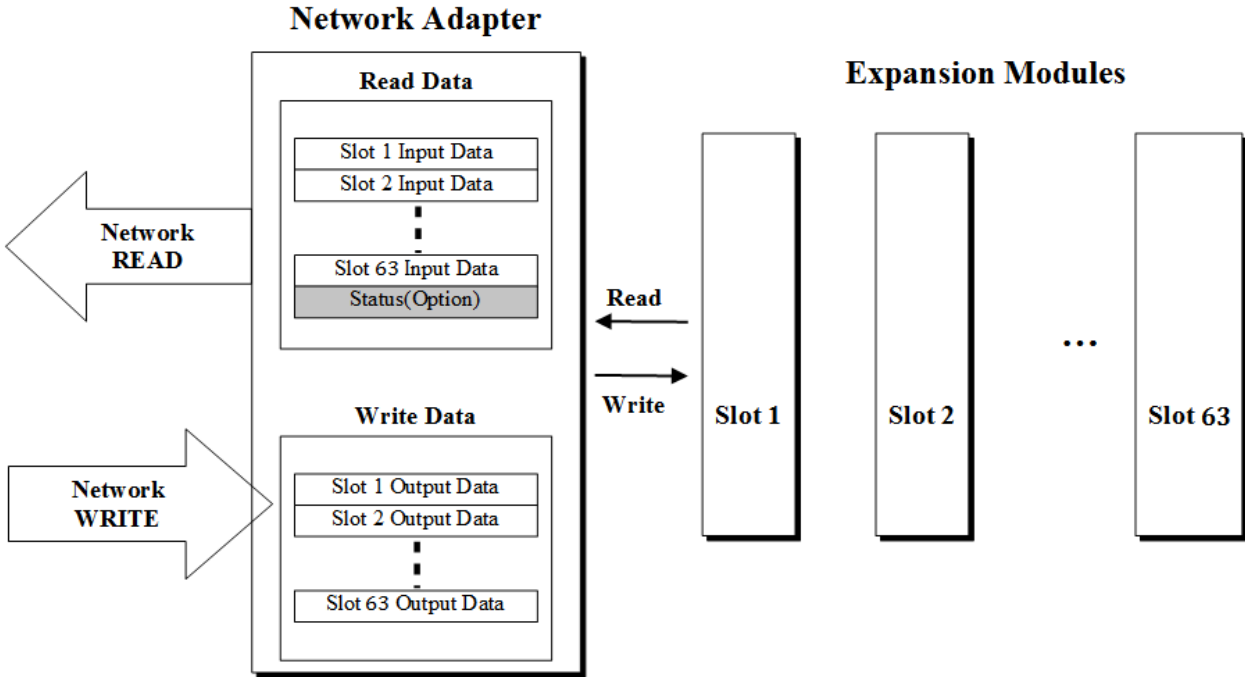 Network Adapter
Read Data
Slot 1 Input Data
Slot 2 Input Data
Slot 63 Input Data
Status(Option)
Network
READ
Write Data
Slot 1 Output Data
Slot 2 Output Data
Slot 63 Output Data
Network
WRITE
Read
Write
Expansion Modules
Slot 1
Slot 2
...
Slot 63